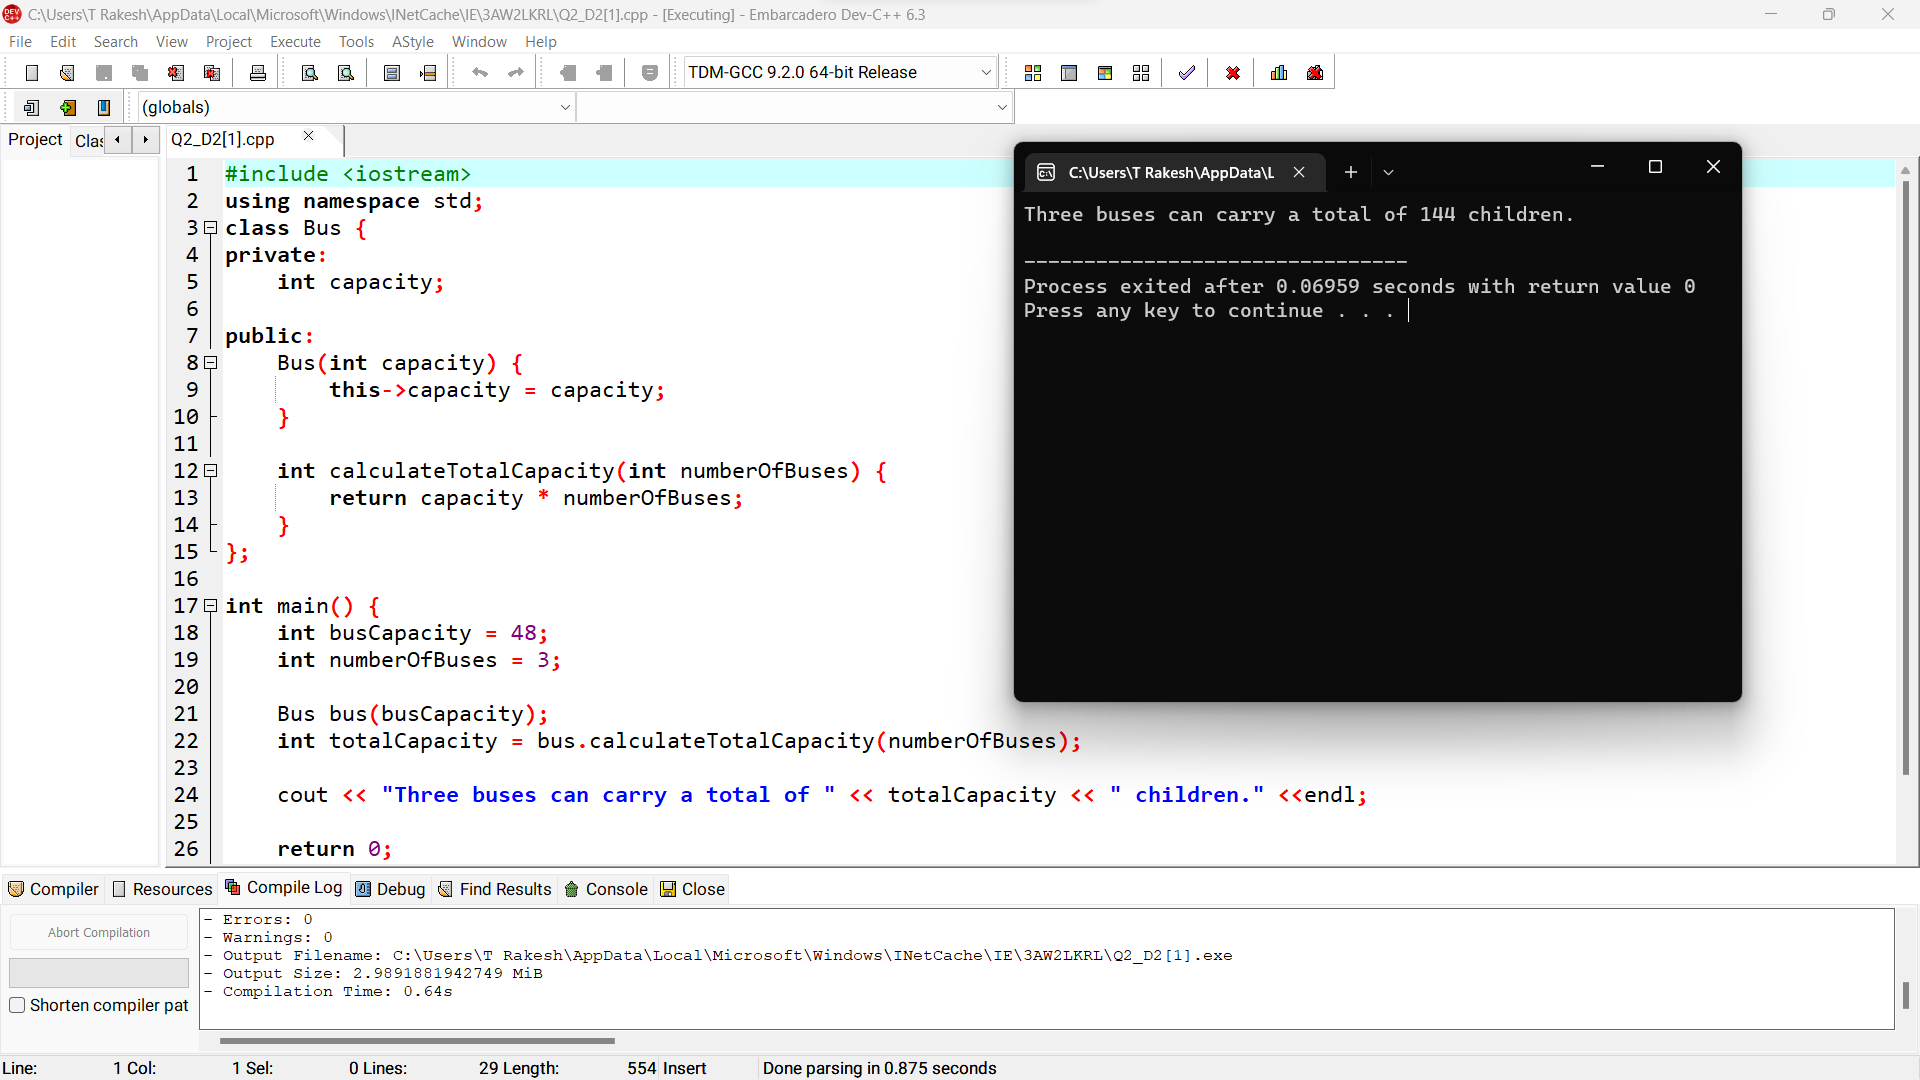 C:\Users\T Rakesh\AppData\Local\Microsoft\Windows\INetCache\IE\3AW2LKRL\Q2_D2[1].cpp - [Executing] - Embarcadero Dev-C++ 6.3
File Edit Search View Project Execute Tools AStyle Window Help
TDM-GCC 9.2.0 64-bit Release
(globals)
Project Clas Q2_D2[1].cpp
1 #include <iostream>
2 using namespace std;
3 class Bus {
4 private:
5 int capacity;
6
7 public:
8 Bus(int capacity) {
9 this->capacity = capacity;
10 }
11
12 int calculateTotalCapacity(int numberOfBuses) {
13 return capacity * numberOfBuses;
14 }
15 };
16
17 int main() {
18 int busCapacity = 48;
19 int numberOfBuses = 3;
20
21 Bus bus(busCapacity);
22 int totalCapacity = bus.calculateTotalCapacity(numberOfBuses);
23
24 cout << "Three buses can carry a total of " << totalCapacity << " children." <<endl;
25
26 return 0;
C:\Users\T Rakesh\AppData\L
Three buses can carry a total of 144 children.
--------------------------------
Process exited after 0.06959 seconds with return value 0
Press any key to continue . . .
Compiler Resources Compile Log Debug Find Results Console Close
Abort Compilation
Shorten compiler pat
- Errors: 0
- Warnings: 0
- Output Filename: C:\Users\T Rakesh\AppData\Local\Microsoft\Windows\INetCache\IE\3AW2LKRL\Q2_D2[1].exe
- Output Size: 2.9891881942749 MiB
- Compilation Time: 0.64s
Line: 1 Col: 1 Sel: 0 Lines: 29 Length: 554 Insert Done parsing in 0.875 seconds